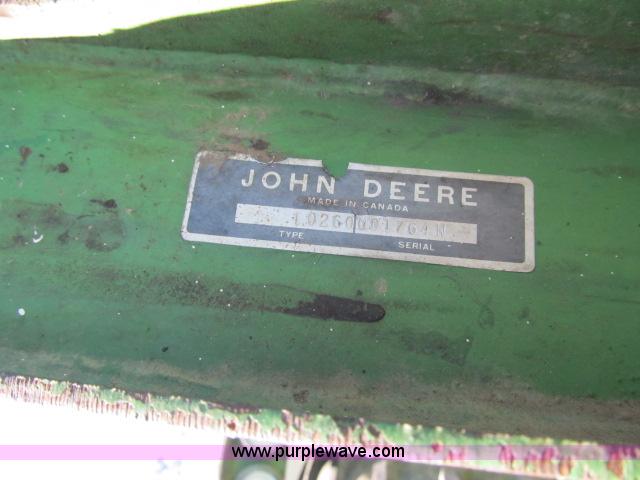 JOHN DEERE
MADE IN CANADA
TYPE SERIAL
www.purplewave.com